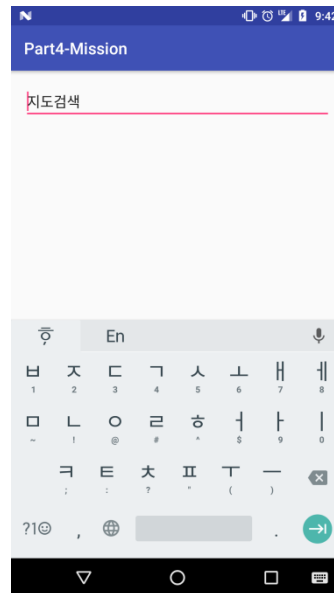 N LTE 9:42
Part4-Mission
지도검색
ㅎ En
ㅂ ㅈ ㄷ ㄱ ㅅ ㅗ ㅐ ㅔ
1 2 3 4 5 6 7 8
ㅁ ㄴ ㅇ ㄹ ㅎ ㅓ ㅏ ㅣ
~ ! @ # ^ $ 9 0
ㅋ ㅌ ㅊ ㅍ ㅜ ㅡ
; : ? " ( )
?1☺ , .